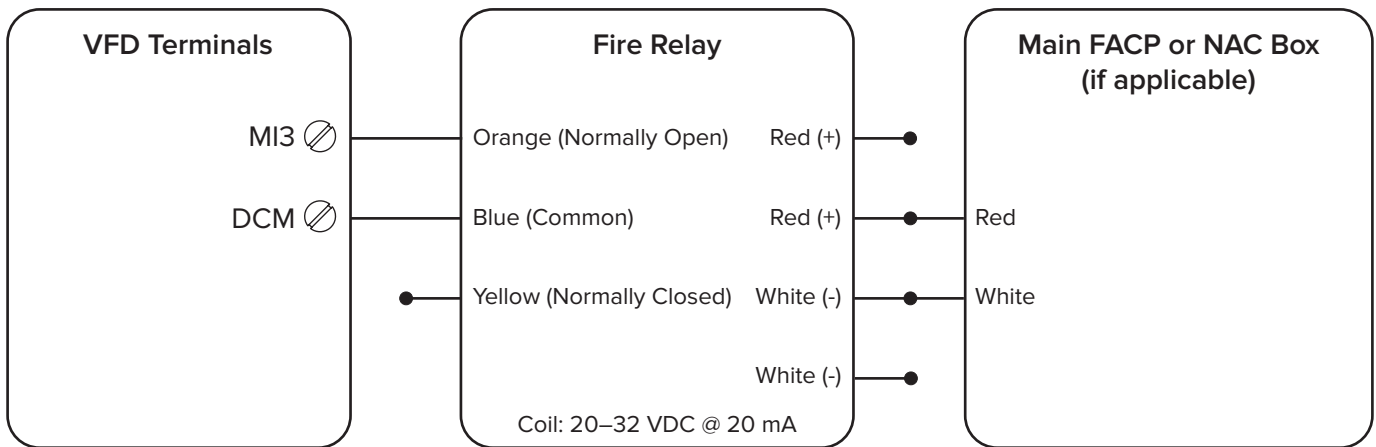 VFD Terminals
MI3
DCM
Fire Relay
Orange (Normally Open)
Red (+)
Blue (Common)
Red (+)
Yellow (Normally Closed)
White (-)
White (-)
Coil: 20–32 VDC @ 20 mA
Main FACP or NAC Box
(if applicable)
Red
White